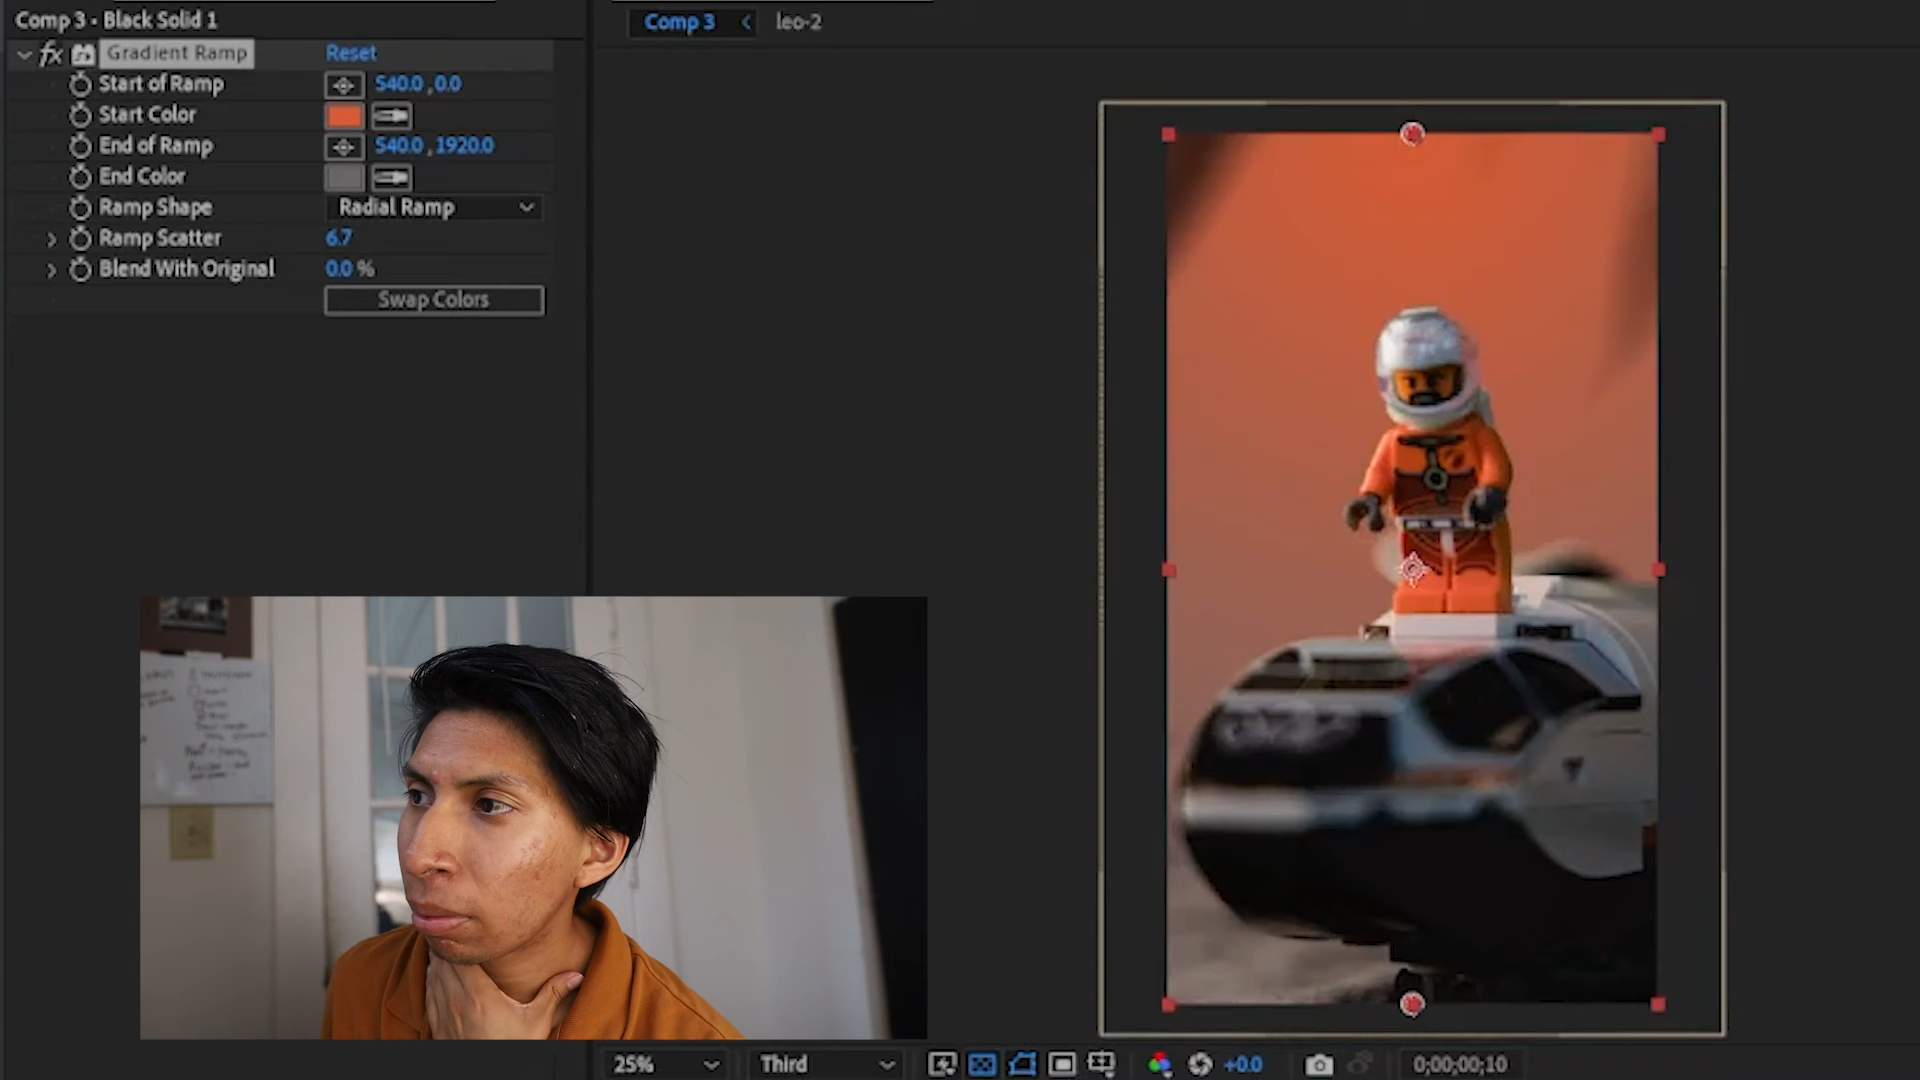 Comp 3 • Black Solid 1
fx Gradient Ramp Reset
Start of Ramp 540.0 , 0.0
Start Color
End of Ramp 540.0 , 1920.0
End Color
Ramp Shape Radial Ramp
Ramp Scatter 6.7
Blend With Original 0.0 %
Swap Colors
Comp 3 leo-2
25% Third +0.0 0;00;00;10